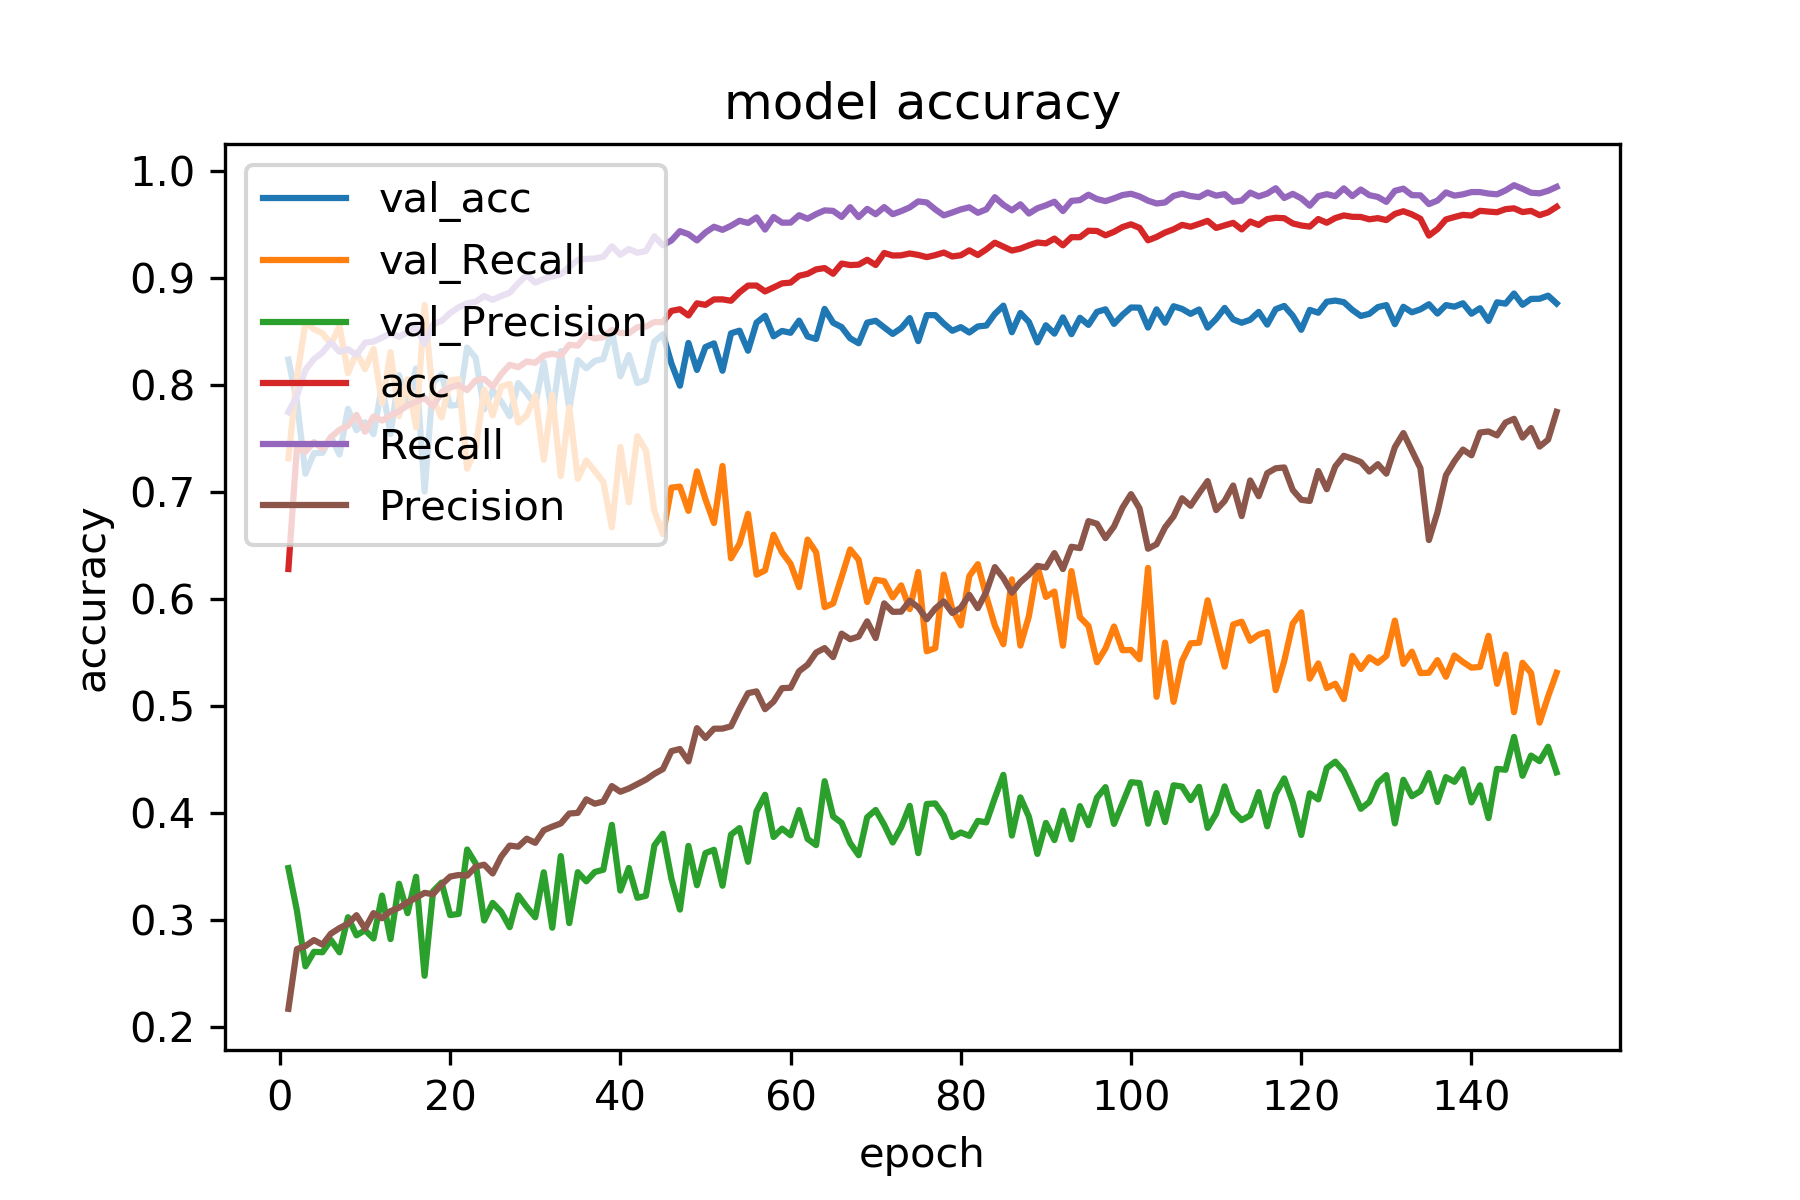 model accuracy
1.0
0.9
0.8
0.7
0.6
0.5
0.4
0.3
0.2
accuracy
val_acc
val_Recall
val_Precision
acc
Recall
Precision
0 20 40 60 80 100 120 140
epoch